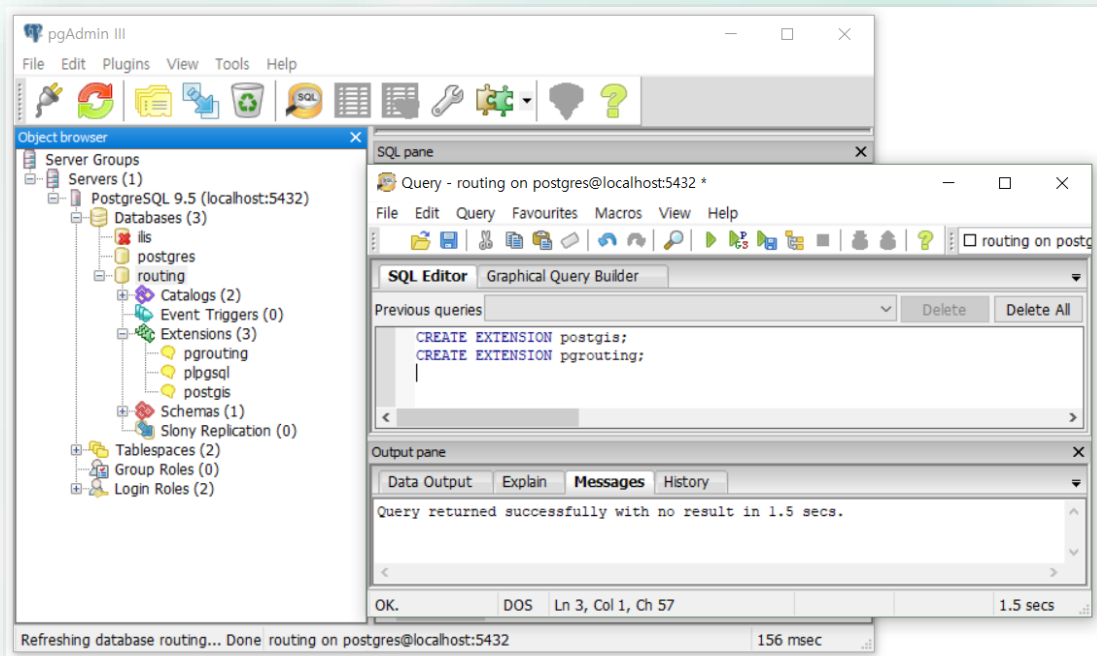 pgAdmin III
File Edit Plugins View Tools Help
SQL
Object browser
Server Groups
Servers (1)
PostgreSQL 9.5 (localhost:5432)
Databases (3)
ilis
postgres
routing
Catalogs (2)
Event Triggers (0)
Extensions (3)
pgrouting
plpgsql
postgis
Schemas (1)
Slony Replication (0)
Tablespaces (2)
Group Roles (0)
Login Roles (2)
SQL pane
Query - routing on postgres@localhost:5432 *
File Edit Query Favourites Macros View Help
routing on postg
SQL Editor Graphical Query Builder
Previous queries Delete Delete All
CREATE EXTENSION postgis;
CREATE EXTENSION pgrouting;
Output pane
Data Output Explain Messages History
Query returned successfully with no result in 1.5 secs.
OK. DOS Ln 3, Col 1, Ch 57 1.5 secs
Refreshing database routing... Done routing on postgres@localhost:5432 156 msec